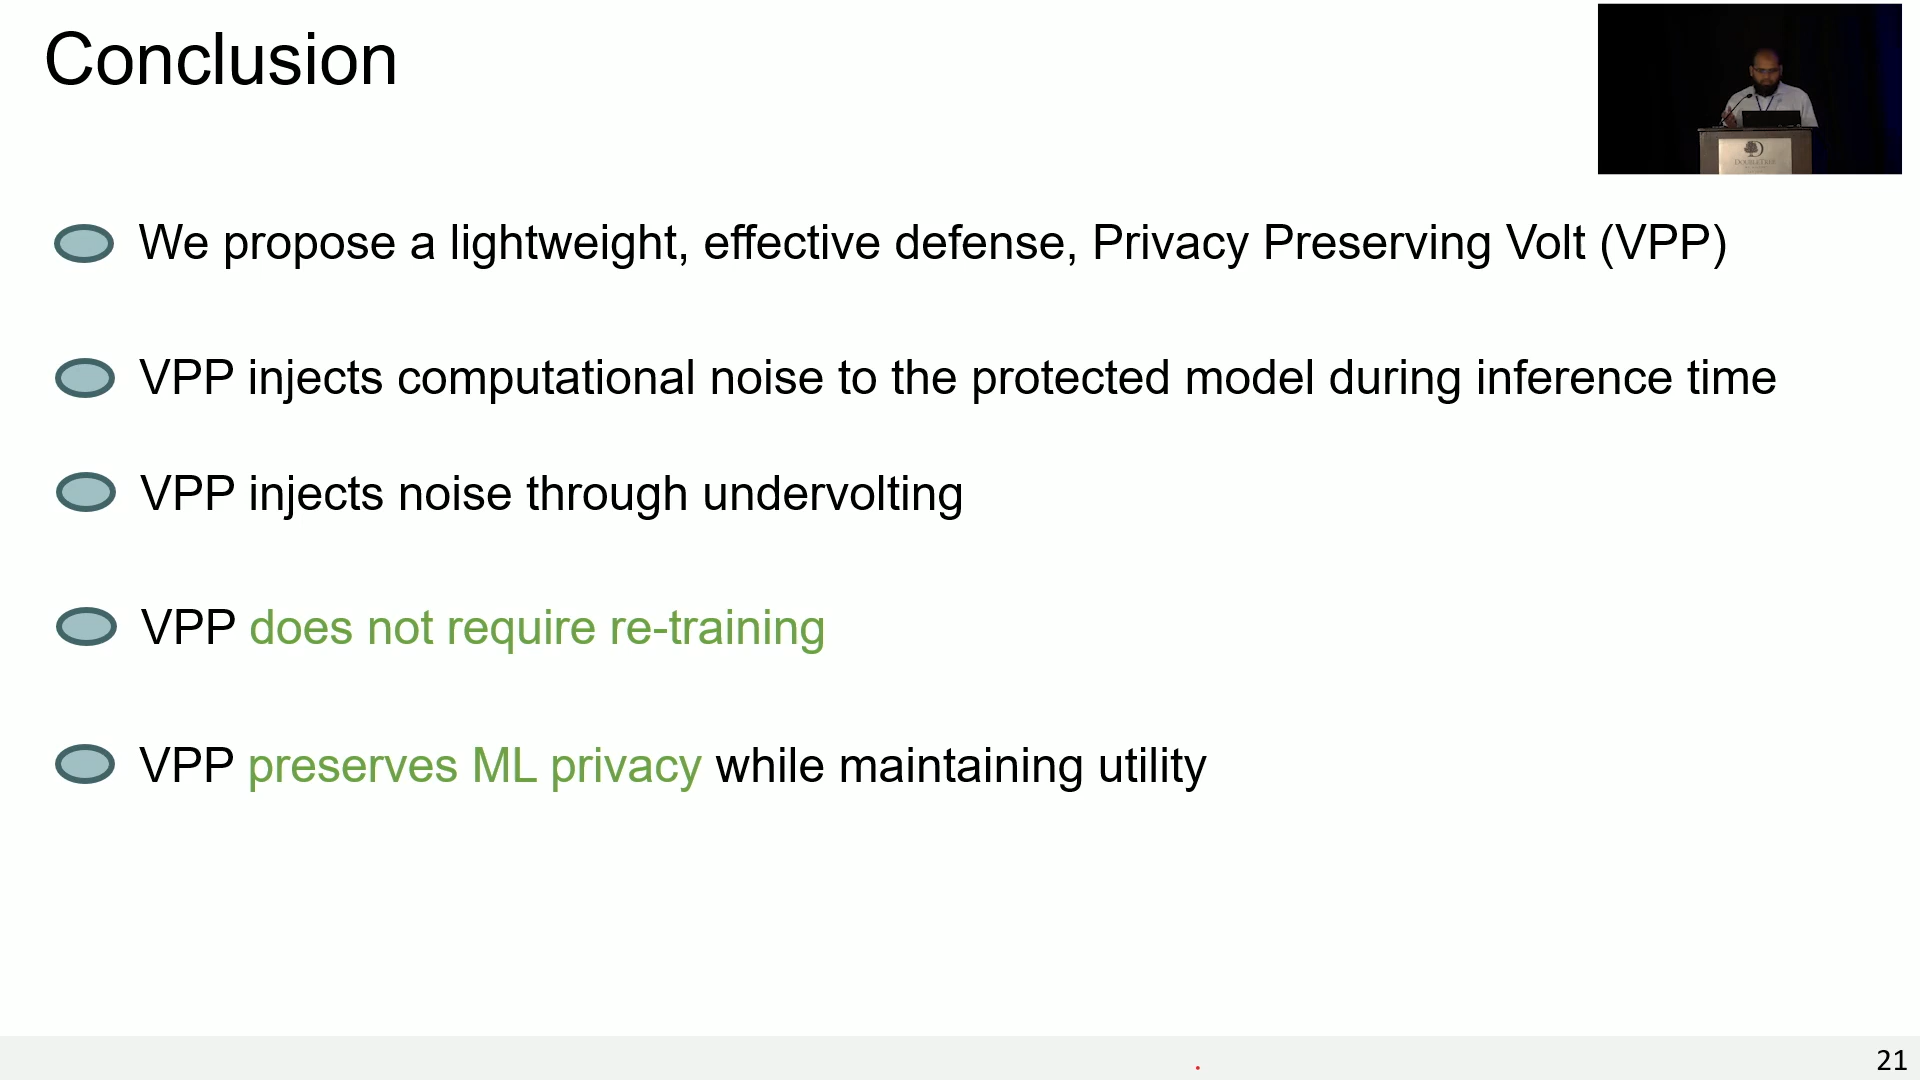 Conclusion
DOUBLETREE
We propose a lightweight, effective defense, Privacy Preserving Volt (VPP)
VPP injects computational noise to the protected model during inference time
VPP injects noise through undervolting
VPP does not require re-training
VPP preserves ML privacy while maintaining utility
21